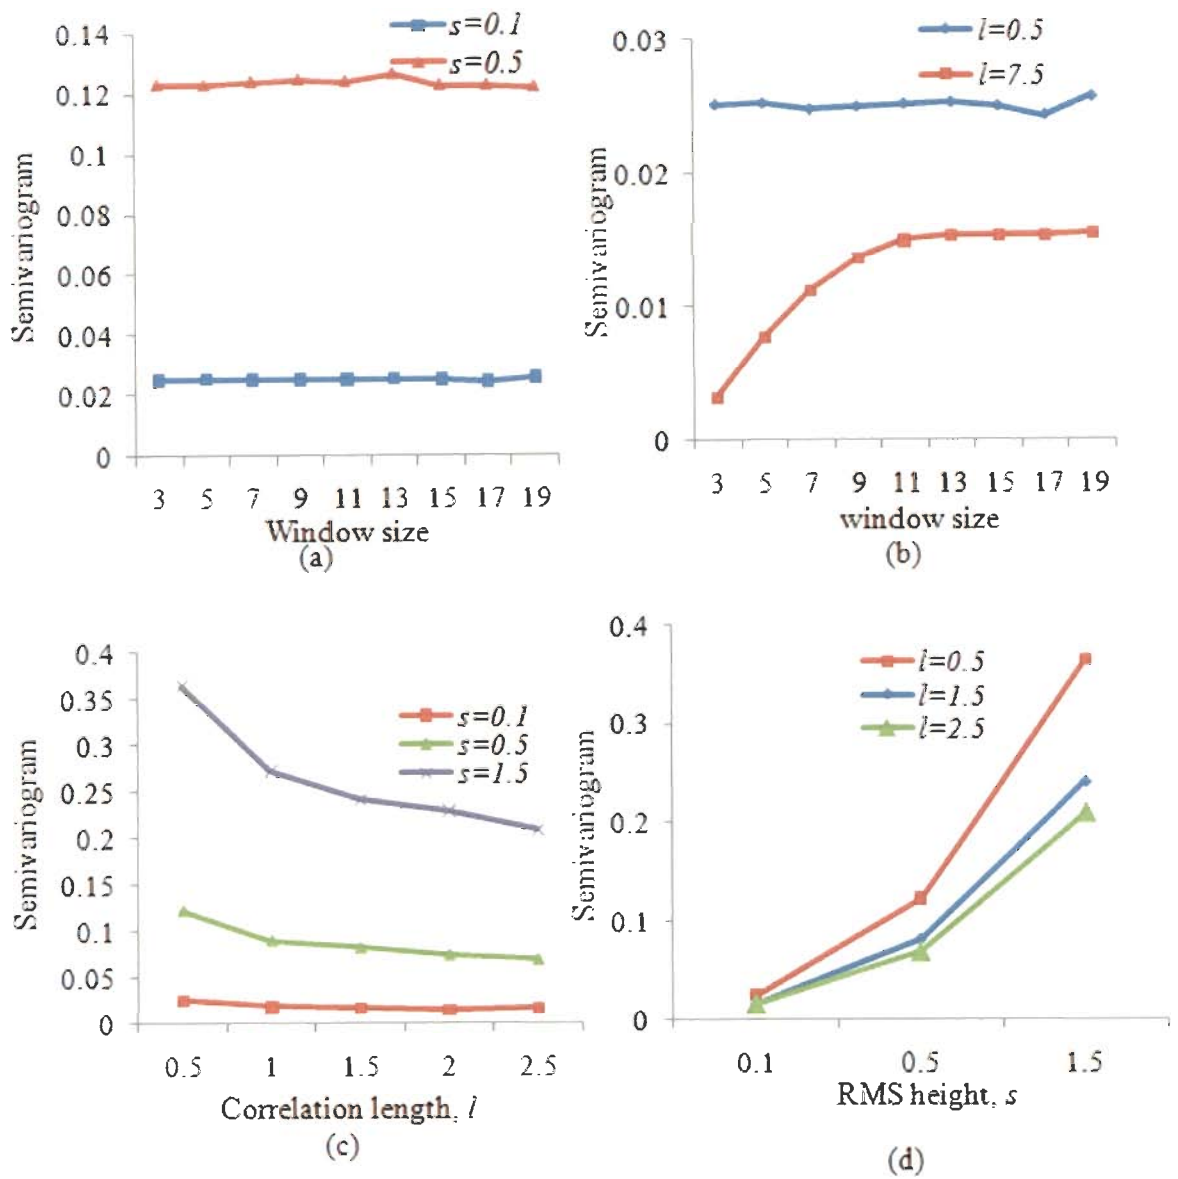 s=0.1
s=0.5
0.14
0.12
0.1
0.08
0.06
0.04
0.02
0
Semivariogram
3 5 7 9 11 13 15 17 19
Window size
(a)
l=0.5
l=7.5
0.03
0.02
0.01
0
Semivariogram
3 5 7 9 11 13 15 17 19
window size
(b)
0.4
0.35
0.3
0.25
0.2
0.15
0.1
0.05
0
Semivariogram
s=0.1
s=0.5
s=1.5
0.5 1 1.5 2 2.5
Correlation length, l
(c)
0.4
0.3
0.2
0.1
0
Semivariogram
l=0.5
l=1.5
l=2.5
0.1 0.5 1.5
RMS height, s
(d)